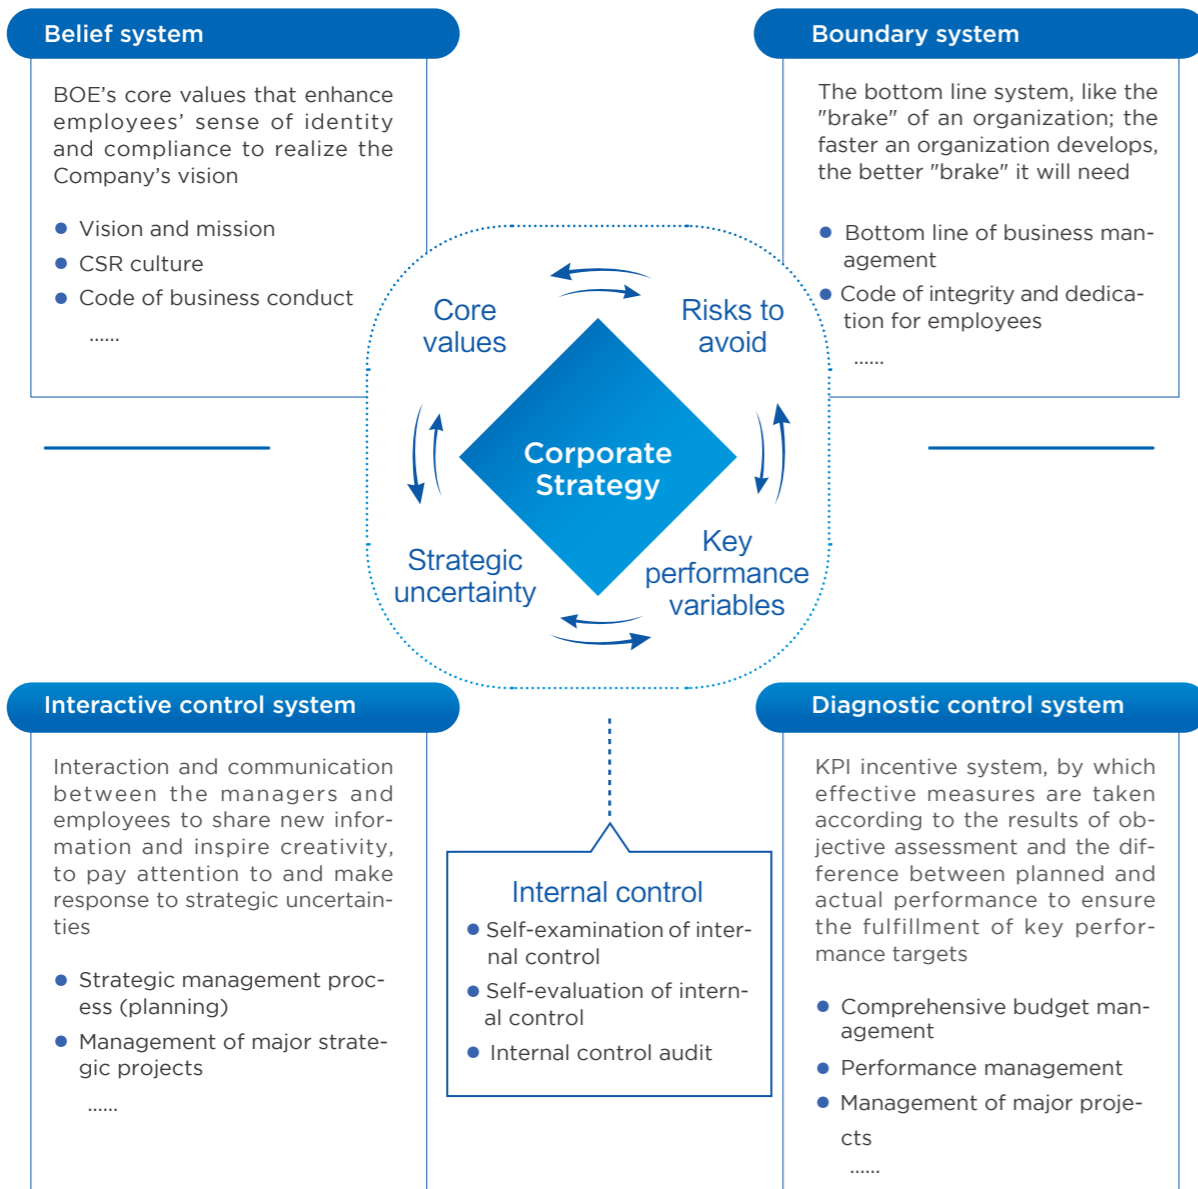 Belief system
BOE’s core values that enhance
employees’ sense of identity
and compliance to realize the
Company’s vision
Vision and mission
CSR culture
Code of business conduct
......
Boundary system
The bottom line system, like the
"brake" of an organization; the
faster an organization develops,
the better "brake" it will need
Bottom line of business man-
agement
Code of integrity and dedica-
tion for employees
......
Core
values
Risks to
avoid
Corporate
Strategy
Strategic
uncertainty
Key
performance
variables
Interactive control system
Interaction and communication
between the managers and
employees to share new infor-
mation and inspire creativity,
to pay attention to and make
response to strategic uncertain-
ties
Strategic management proc-
ess (planning)
Management of major strate-
gic projects
......
Internal control
Self-examination of inter-
nal control
Self-evaluation of intern-
al control
Internal control audit
Diagnostic control system
KPI incentive system, by which
effective measures are taken
according to the results of ob-
jective assessment and the dif-
ference between planned and
actual performance to ensure
the fulfillment of key perfor-
mance targets
Comprehensive budget man-
agement
Performance management
Management of major proje-
cts
......